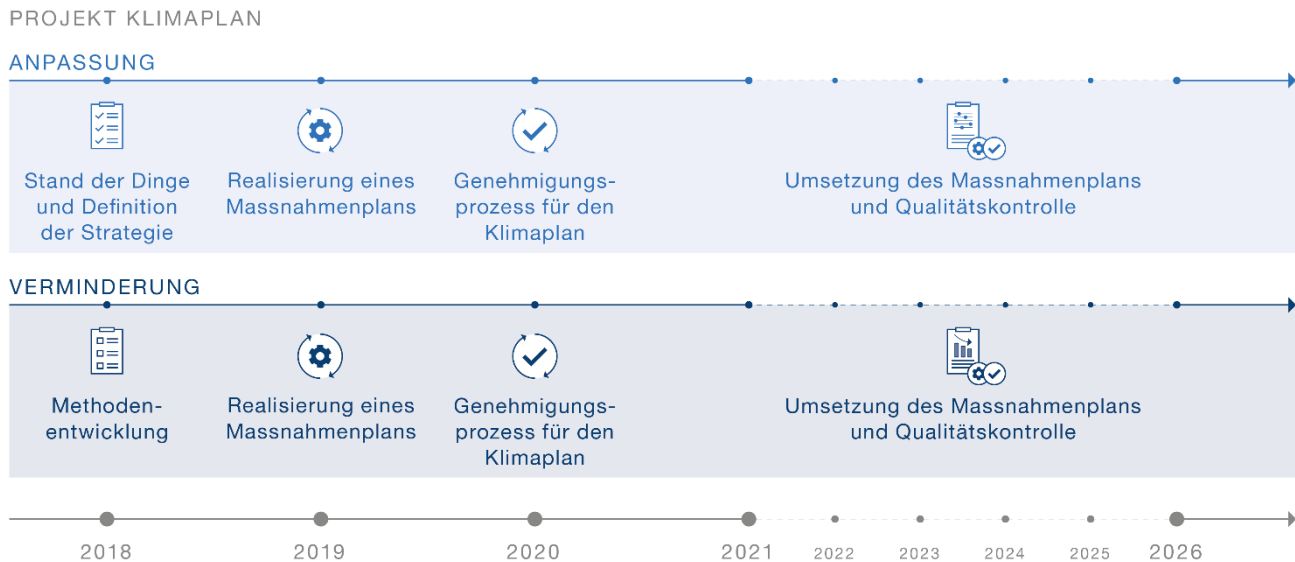 PROJEKT KLIMAPLAN
ANPASSUNG
Stand der Dinge
und Definition
der Strategie
Realisierung eines
Massnahmenplans
Genehmigungs-
prozess für den
Klimaplan
Umsetzung des Massnahmenplans
und Qualitätskontrolle
VERMINDERUNG
Methoden-
entwicklung
Realisierung eines
Massnahmenplans
Genehmigungs-
prozess für den
Klimaplan
Umsetzung des Massnahmenplans
und Qualitätskontrolle
2018 2019 2020 2021 2022 2023 2024 2025 2026